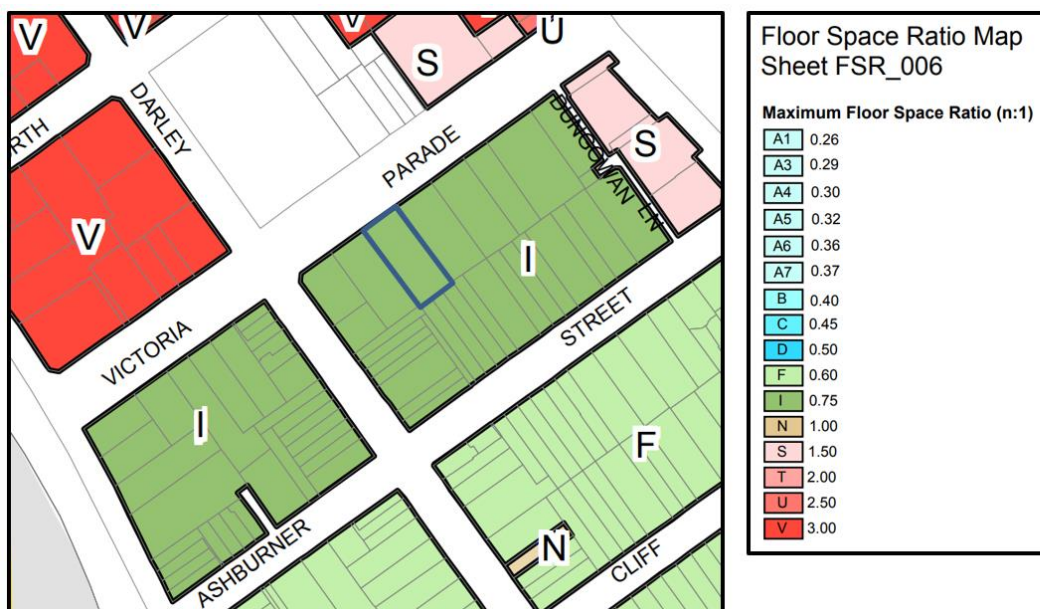 V
V
V
U
S
DARLEY
RTH
PARADE
DUNGOWAN LN
S
V
I
VICTORIA
STREET
I
F
N
ASHBURNER
CLIFF
Floor Space Ratio Map
Sheet FSR_006
Maximum Floor Space Ratio (n:1)
A1 0.26
A3 0.29
A4 0.30
A5 0.32
A6 0.36
A7 0.37
B 0.40
C 0.45
D 0.50
F 0.60
I 0.75
N 1.00
S 1.50
T 2.00
U 2.50
V 3.00